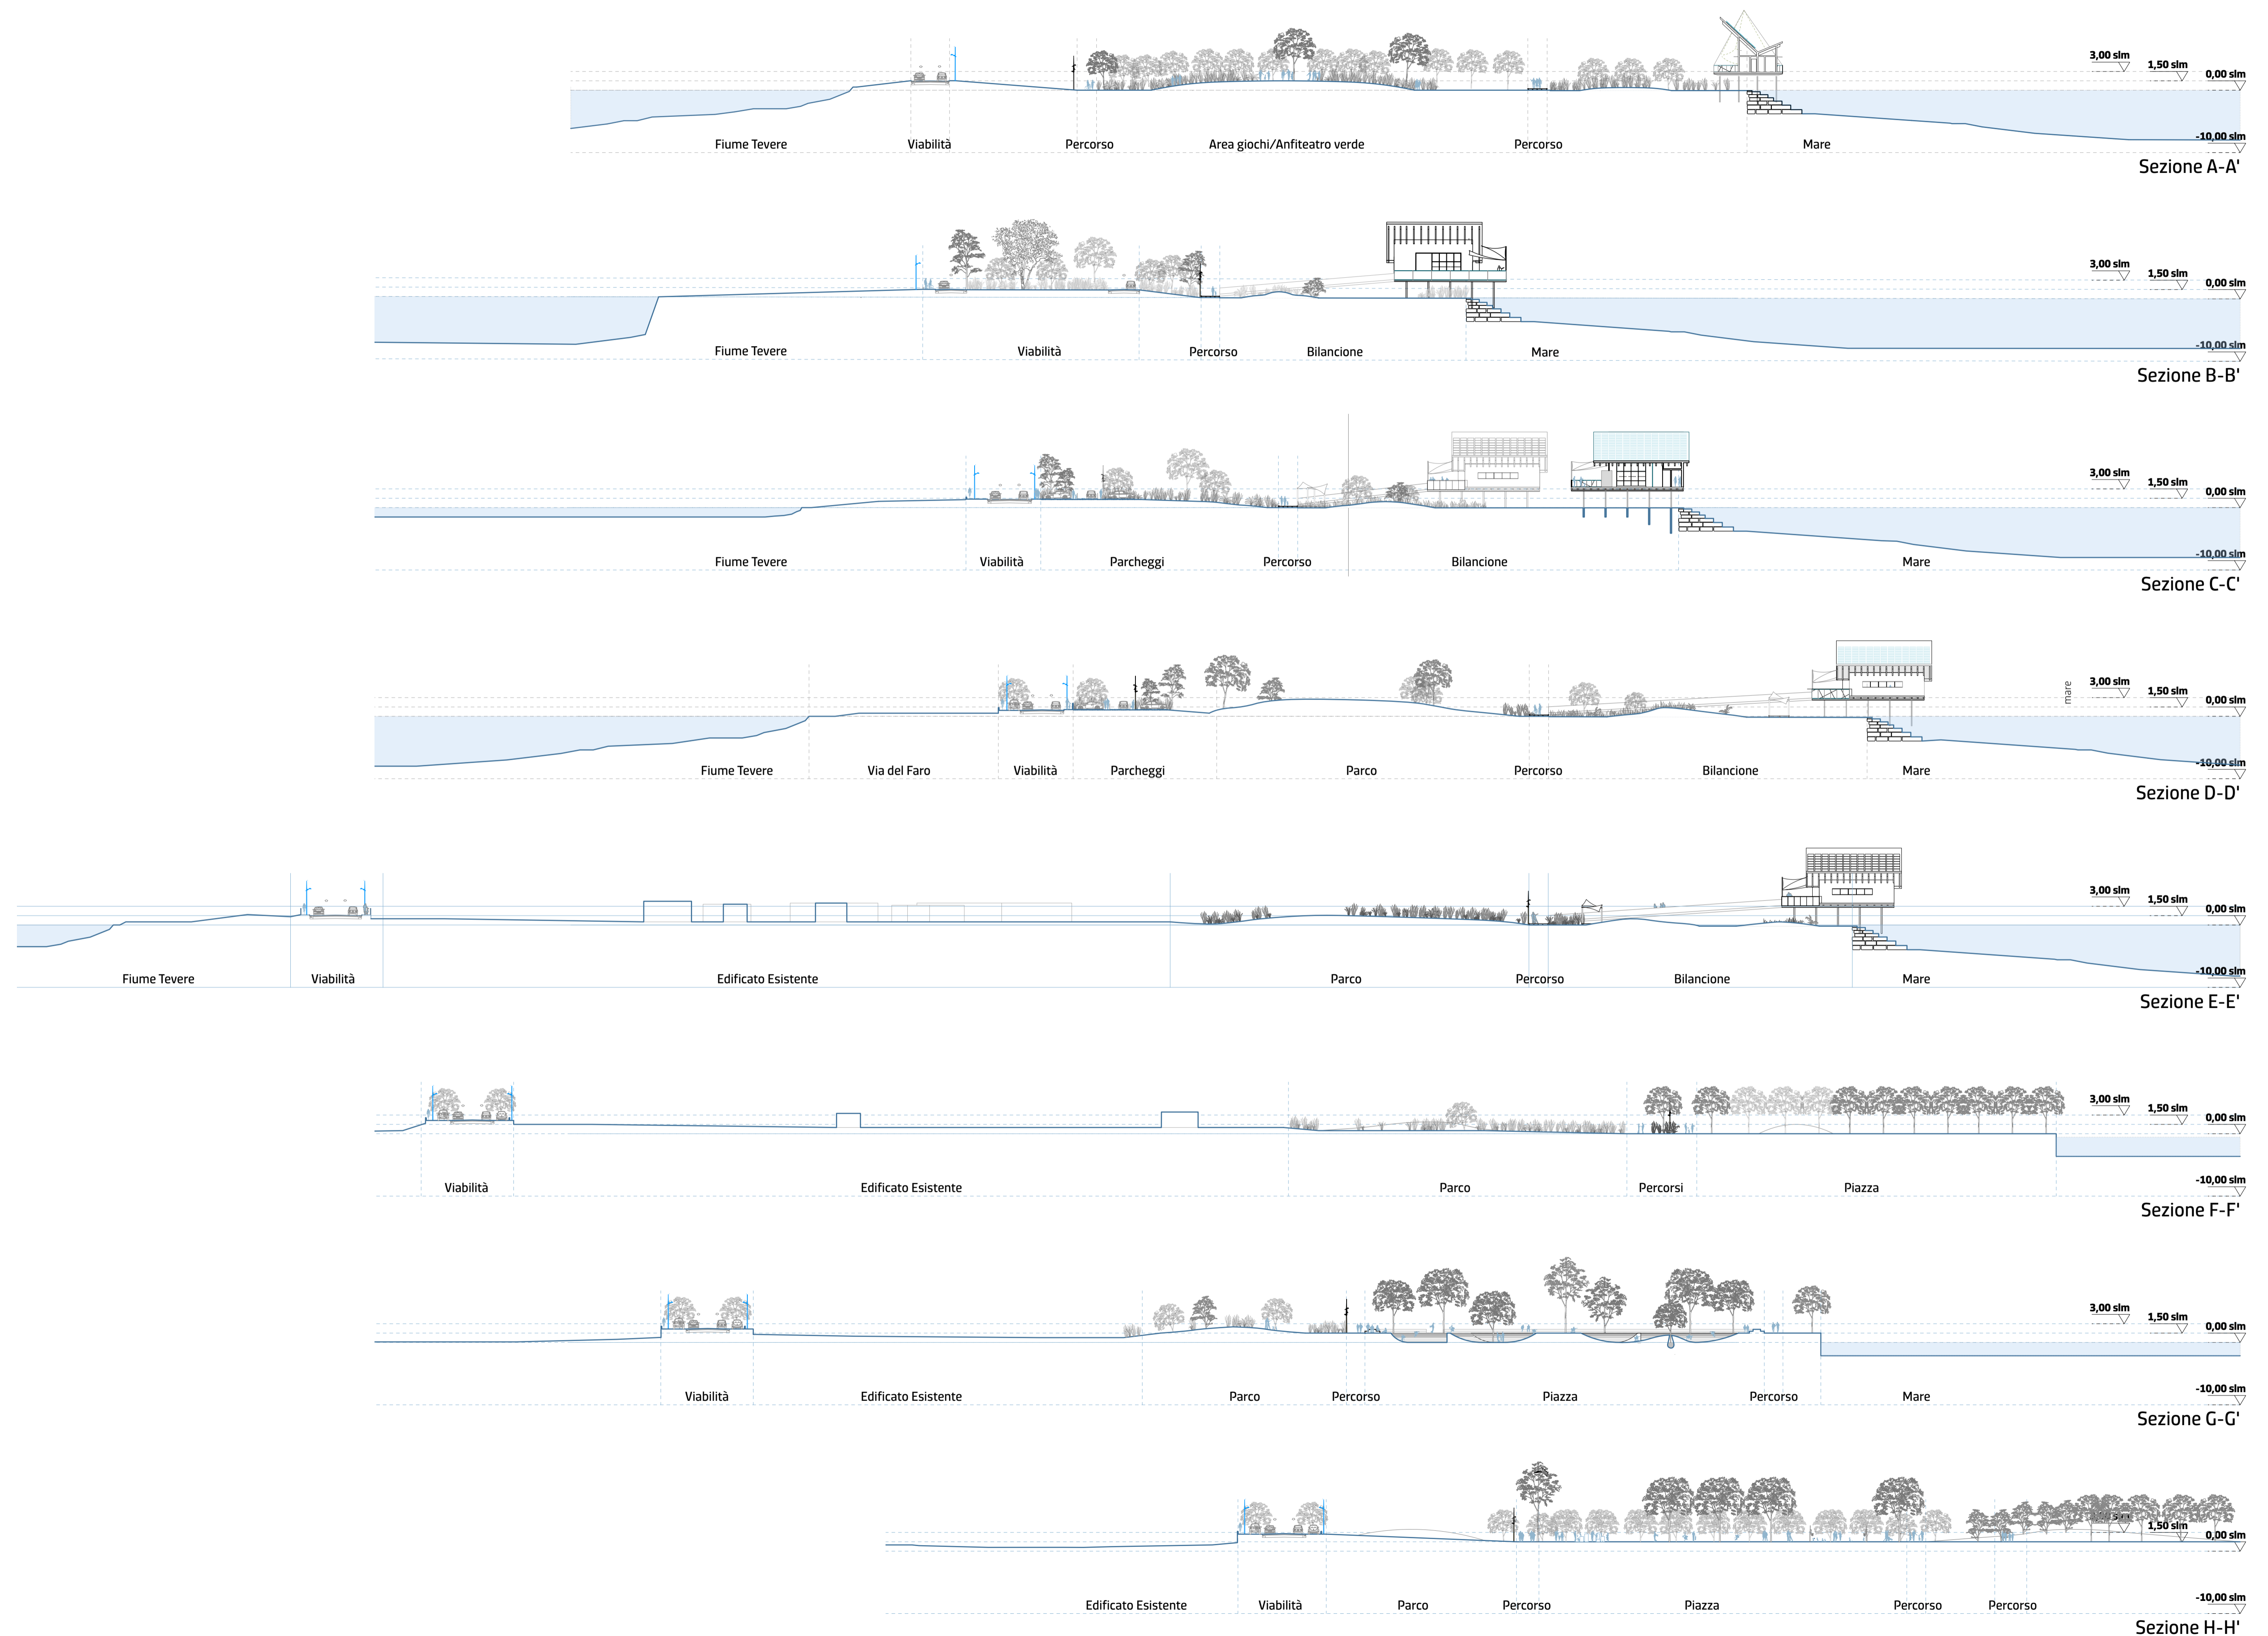 3,00 slm
1,50 slm
0,00 slm
Fiume Tevere
Viabilità
Percorso
Area giochi/Anfiteatro verde
Percorso
Mare
-10,00 slm
Sezione A-A'
3,00 slm
1,50 slm
0,00 slm
Fiume Tevere
Viabilità
Percorso
Bilancione
Mare
-10,00 slm
Sezione B-B'
3,00 slm
1,50 slm
0,00 slm
Fiume Tevere
Viabilità
Parcheggi
Percorso
Bilancione
Mare
-10,00 slm
Sezione C-C'
mare
3,00 slm
1,50 slm
0,00 slm
Fiume Tevere
Via del Faro
Viabilità
Parcheggi
Parco
Percorso
Bilancione
Mare
-10,00 slm
Sezione D-D'
3,00 slm
1,50 slm
0,00 slm
Fiume Tevere
Viabilità
Edificato Esistente
Parco
Percorso
Bilancione
Mare
-10,00 slm
Sezione E-E'
3,00 slm
1,50 slm
0,00 slm
Viabilità
Edificato Esistente
Parco
Percorsi
Piazza
-10,00 slm
Sezione F-F'
3,00 slm
1,50 slm
0,00 slm
Viabilità
Edificato Esistente
Parco
Percorso
Piazza
Percorso
Mare
-10,00 slm
Sezione G-G'
1,50 slm
0,00 slm
Edificato Esistente
Viabilità
Parco
Percorso
Piazza
Percorso
Percorso
-10,00 slm
Sezione H-H'